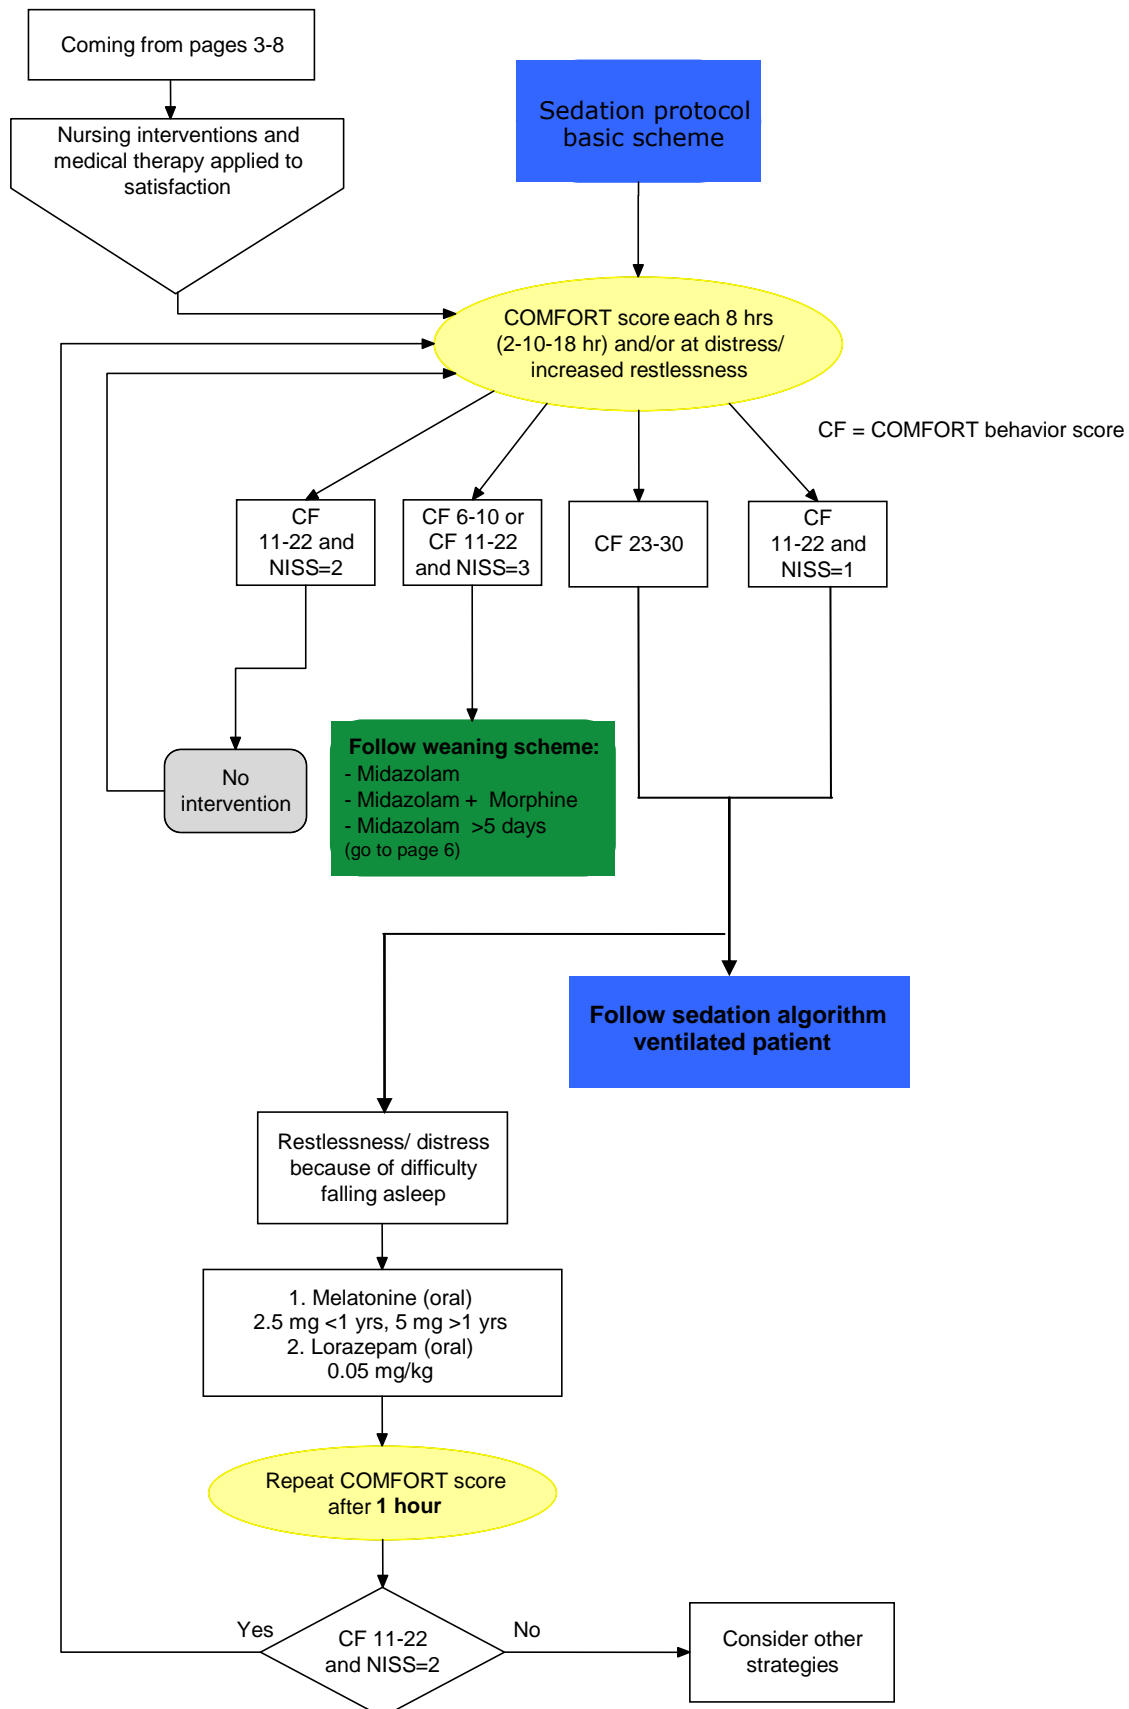 Coming from pages 3-8
Nursing interventions and
medical therapy applied to
satisfaction
Sedation protocol
basic scheme
COMFORT score each 8 hrs
(2-10-18 hr) and/or at distress/
increased restlessness
CF = COMFORT behavior score
CF
11-22 and
NISS=2
CF 6-10 or
CF 11-22
and NISS=3
CF 23-30
CF
11-22 and
NISS=1
No
intervention
Follow weaning scheme:
- Midazolam
- Midazolam + Morphine
- Midazolam >5 days
(go to page 6)
Follow sedation algorithm
ventilated patient
Restlessness/ distress
because of difficulty
falling asleep
1. Melatonine (oral)
2.5 mg <1 yrs, 5 mg >1 yrs
2. Lorazepam (oral)
0.05 mg/kg
Repeat COMFORT score
after 1 hour
Yes
CF 11-22
and NISS=2
No
Consider other
strategies